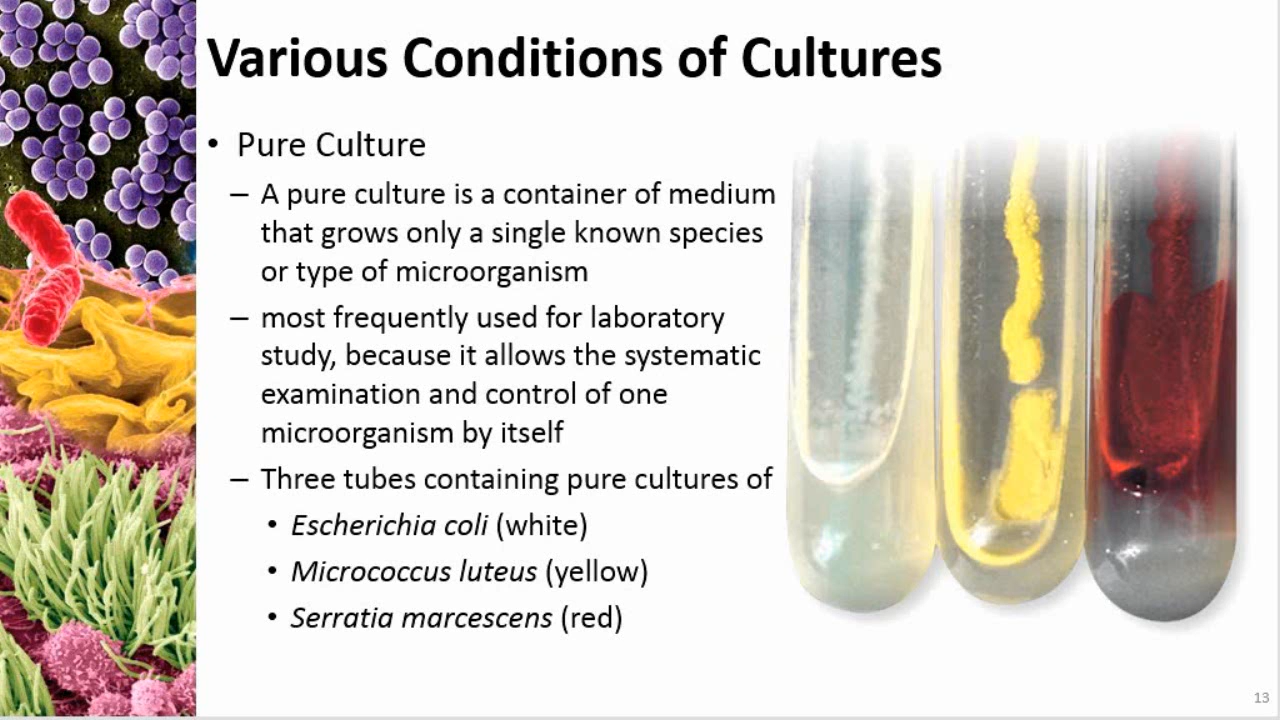 Various Conditions of Cultures
• Pure Culture
– A pure culture is a container of medium
that grows only a single known species
or type of microorganism
– most frequently used for laboratory
study, because it allows the systematic
examination and control of one
microorganism by itself
– Three tubes containing pure cultures of
• Escherichia coli (white)
• Micrococcus luteus (yellow)
• Serratia marcescens (red)
13